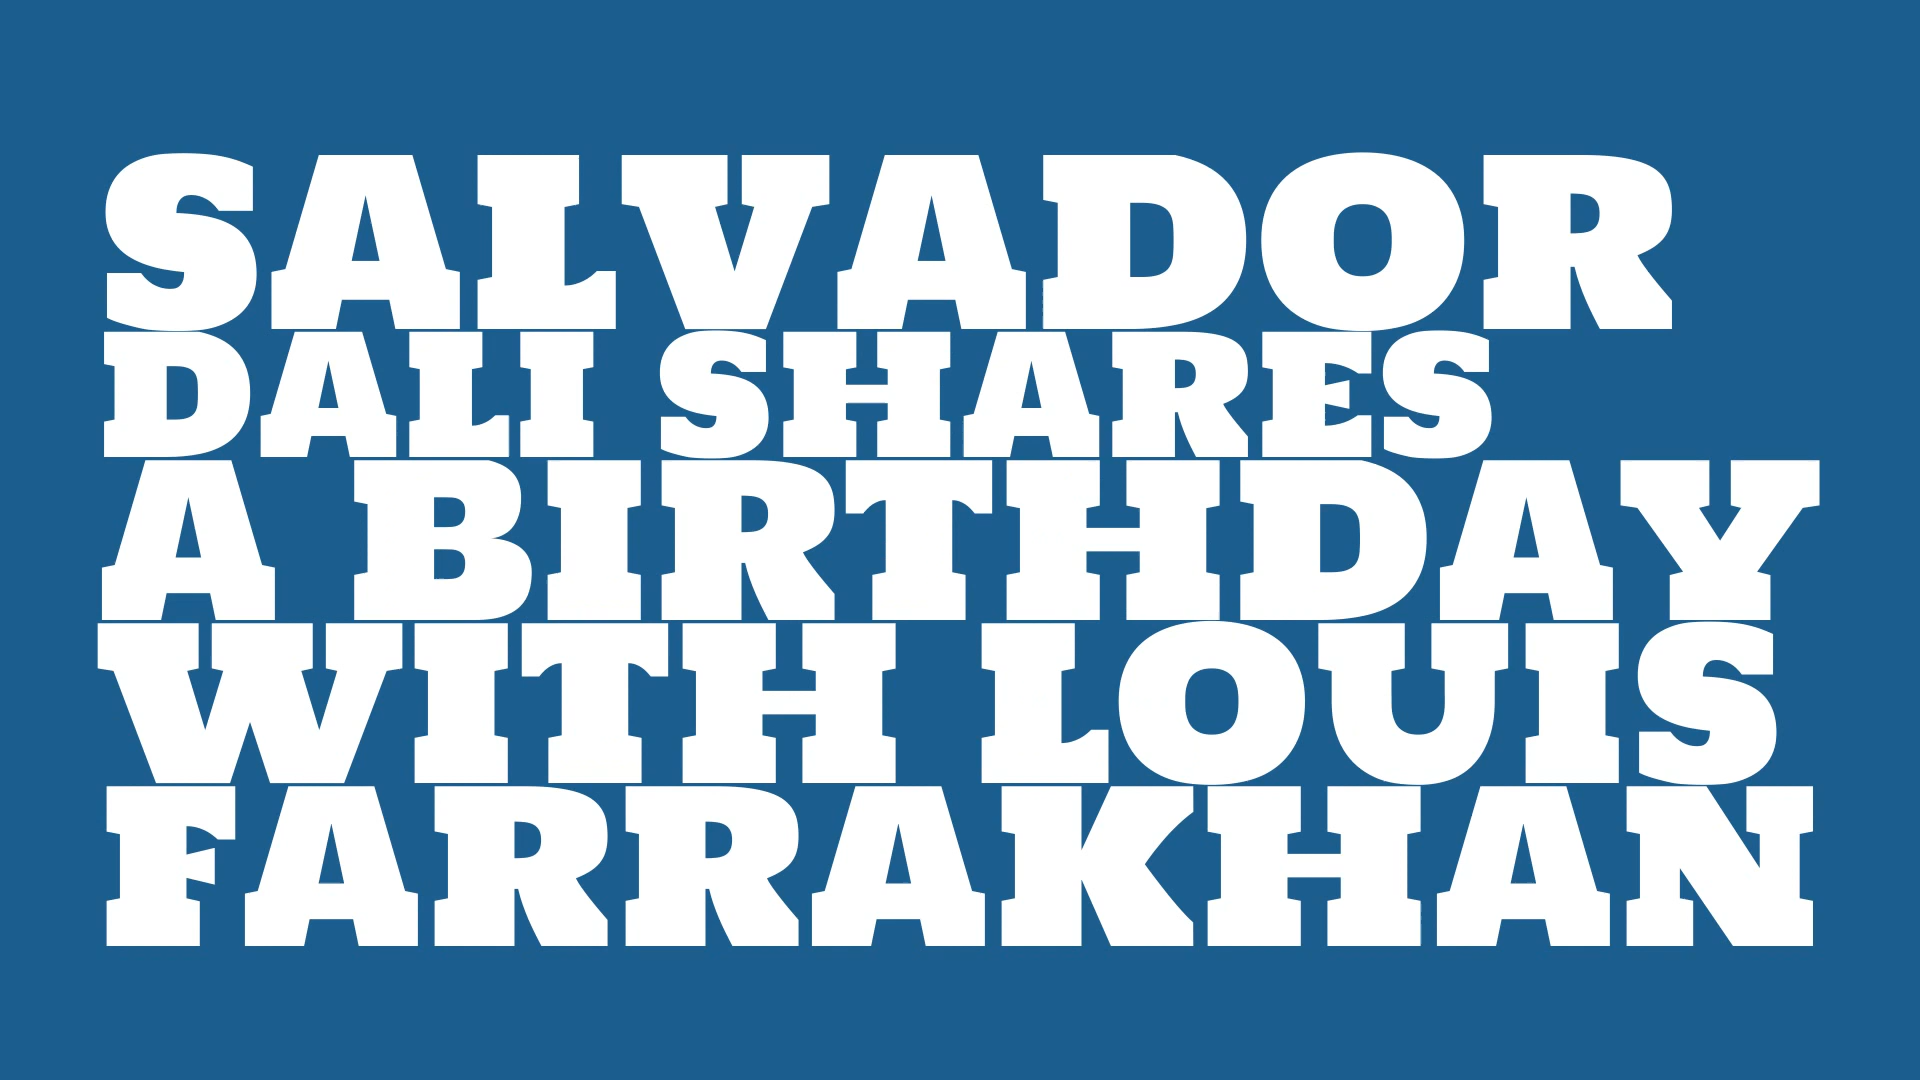 SALVADOR
DALI SHARES
A BIRTHDAY
WITH LOUIS
FARRAKHAN